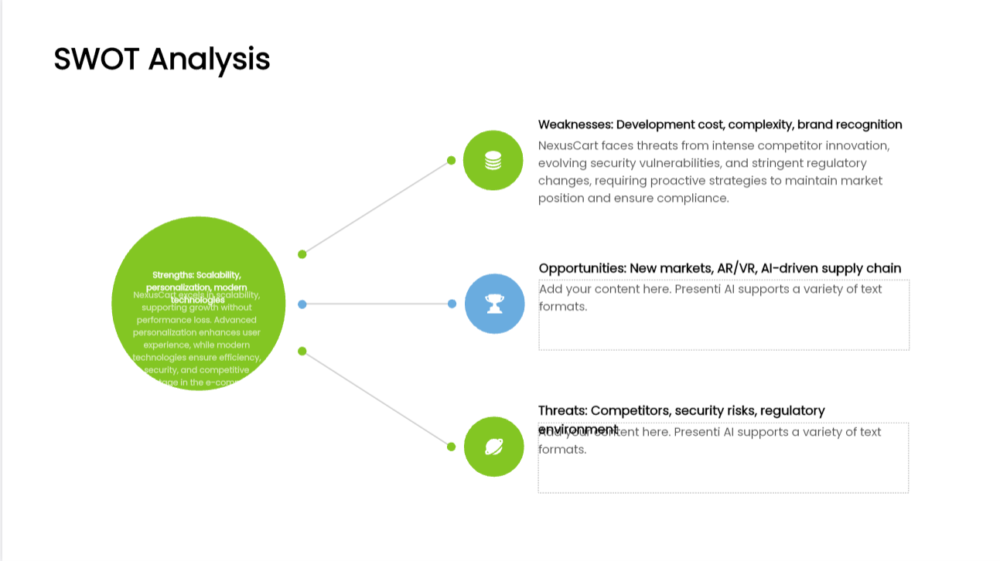 SWOT Analysis
Strengths: Scalability,
personalization, modern
technologies
NexusCart excels in scalability,
supporting growth without
performance loss. Advanced
personalization enhances user
experience, while modern
technologies ensure efficiency,
security, and competitive
in the e-com
Weaknesses: Development cost, complexity, brand recognition
NexusCart faces threats from intense competitor innovation,
evolving security vulnerabilities, and stringent regulatory
changes, requiring proactive strategies to maintain market
position and ensure compliance.
Opportunities: New markets, AR/VR, AI-driven supply chain
Add your content here. Presenti AI supports a variety of text
formats.
Threats: Competitors, security risks, regulatory
environment
Add your content here. Presenti AI supports a variety of text
formats.